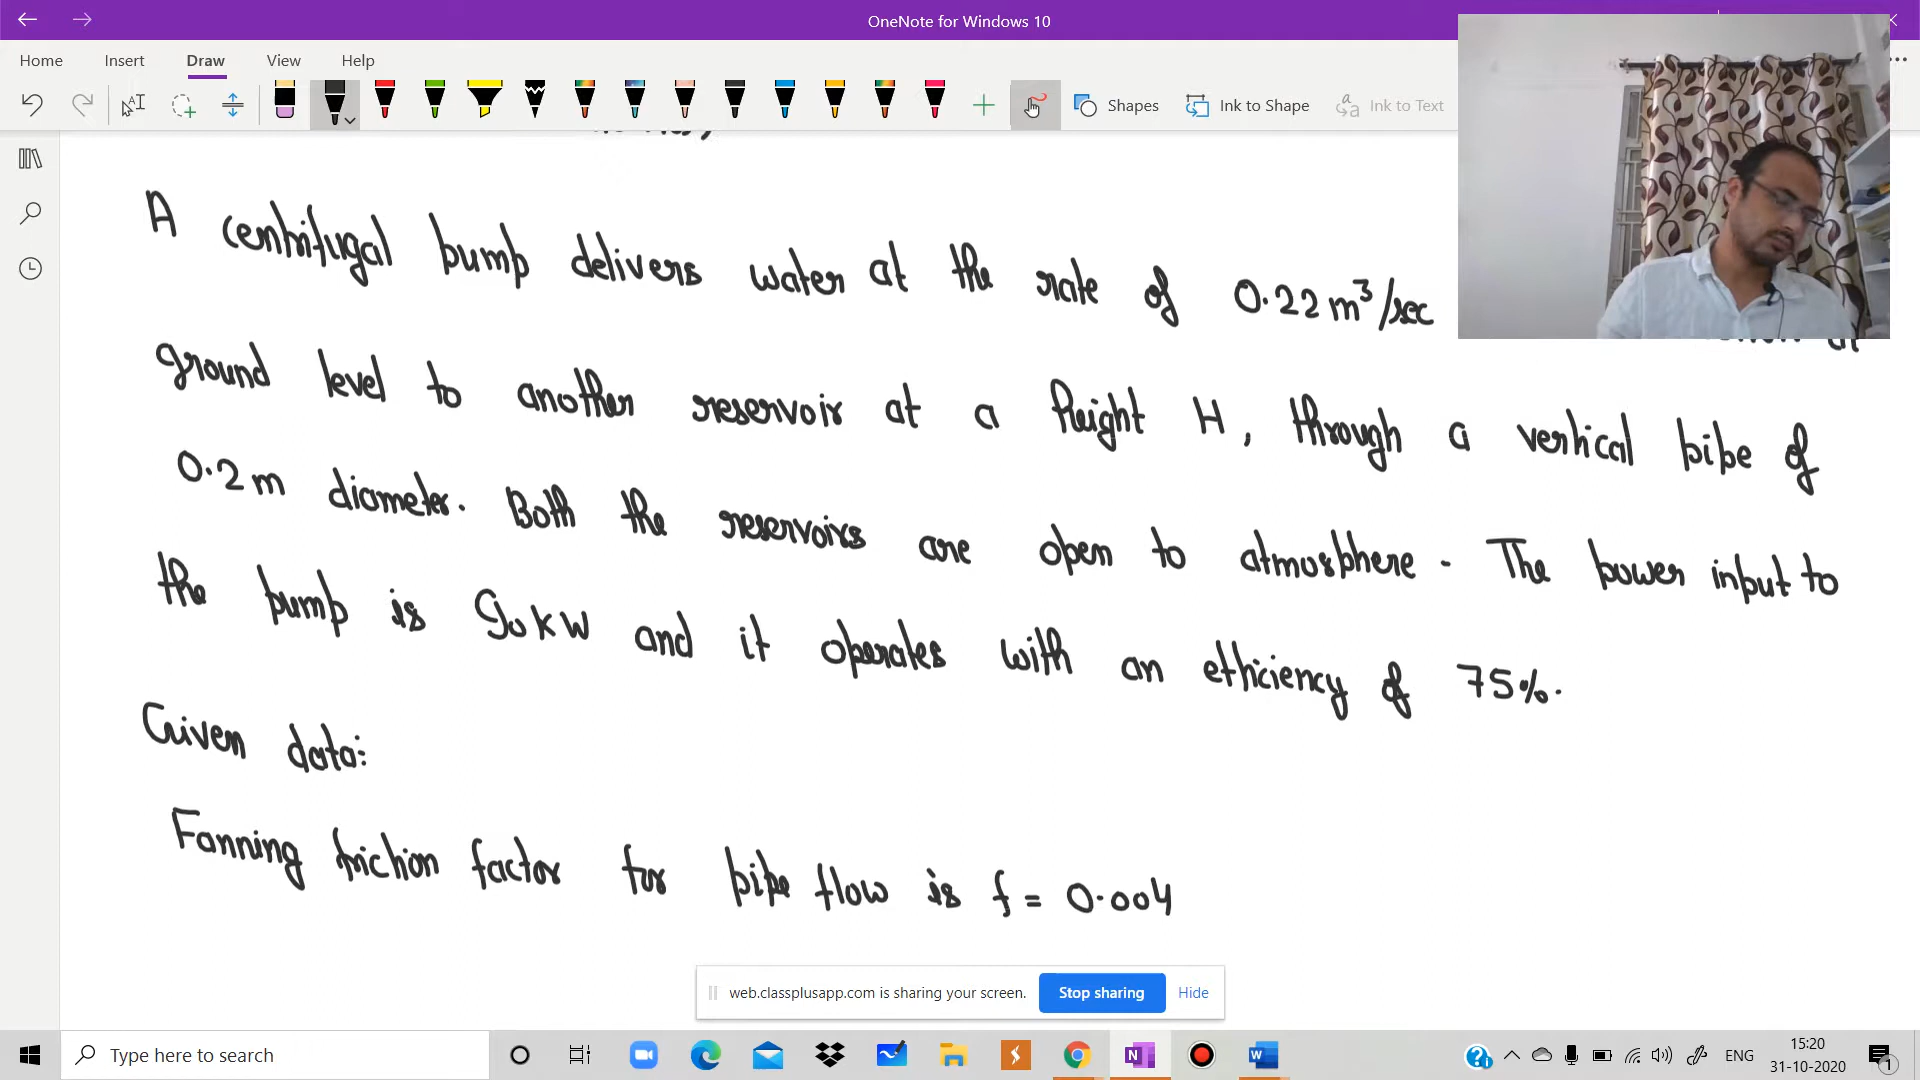 OneNote for Windows 10
Home Insert Draw View Help
Shapes Ink to Shape Ink to Text
A centrifugal pump delivers water at the rate of 0.22 m³/sec
ground level to another reservoir at a height H, through a vertical pipe of
0.2 m diameter. Both the reservoirs are open to atmosphere. The power input to
the pump is 90 kW and it operates with an efficiency of 75%.
Given data:
Fanning friction factor for pipe flow is f = 0.004
web.classplusapp.com is sharing your screen. Stop sharing Hide
Type here to search
ENG
15:20
31-10-2020
1